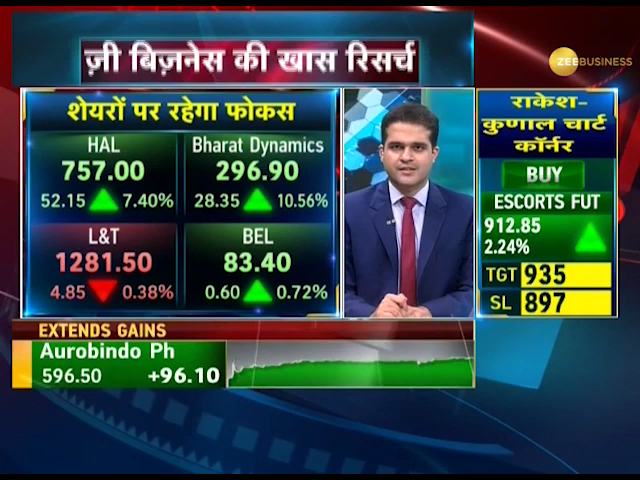 ज़ी बिज़नेस की खास रिसर्च
ZEEBUSINESS
शेयरों पर रहेगा फोकस
HAL
757.00
52.15 7.40%
Bharat Dynamics
296.90
28.35 10.56%
L&T
1281.50
4.85 0.38%
BEL
83.40
0.60 0.72%
राकेश-
कुणाल चार्ट
कॉर्नर
BUY
ESCORTS FUT
912.85
2.24%
TGT 935
SL 897
EXTENDS GAINS
Aurobindo Ph
596.50 +96.10